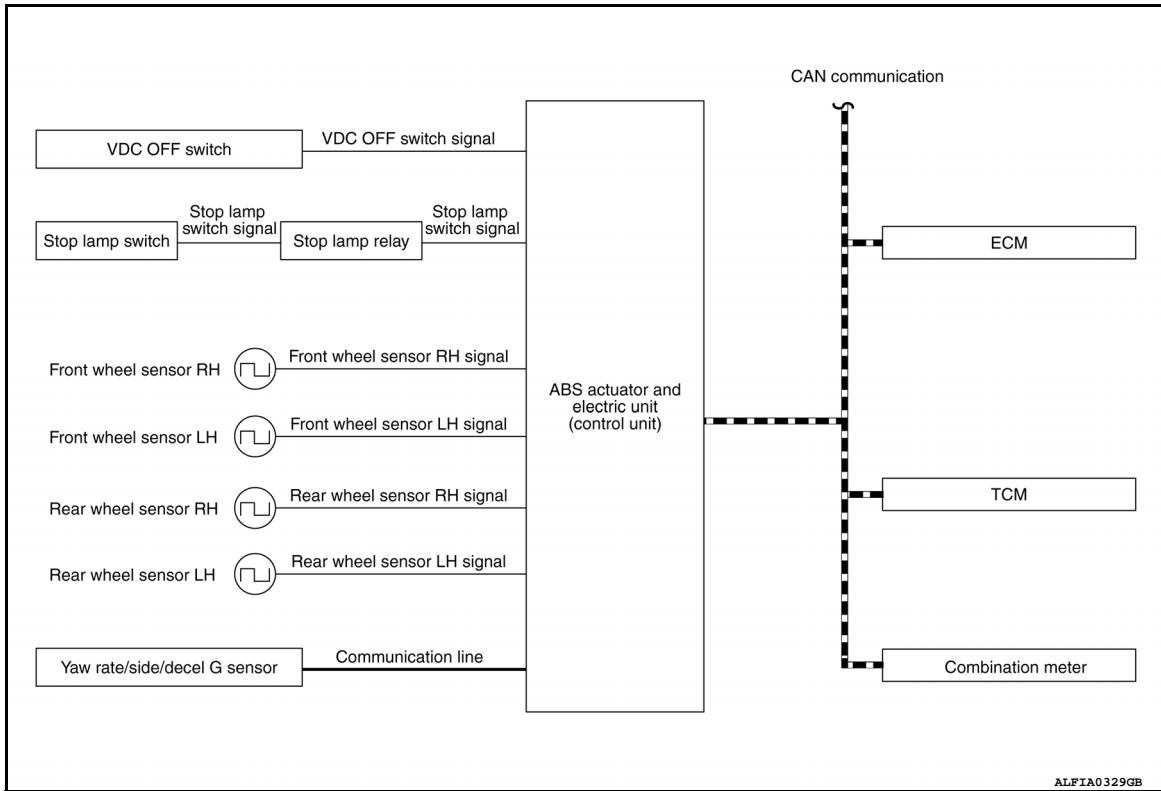 CAN communication
VDC OFF switch
VDC OFF switch signal
Stop lamp switch
Stop lamp
switch signal
Stop lamp relay
Stop lamp
switch signal
ECM
Front wheel sensor RH
Front wheel sensor RH signal
ABS actuator and
electric unit
(control unit)
Front wheel sensor LH
Front wheel sensor LH signal
Rear wheel sensor RH
Rear wheel sensor RH signal
TCM
Rear wheel sensor LH
Rear wheel sensor LH signal
Yaw rate/side/decel G sensor
Communication line
Combination meter
ALFIA0329GB